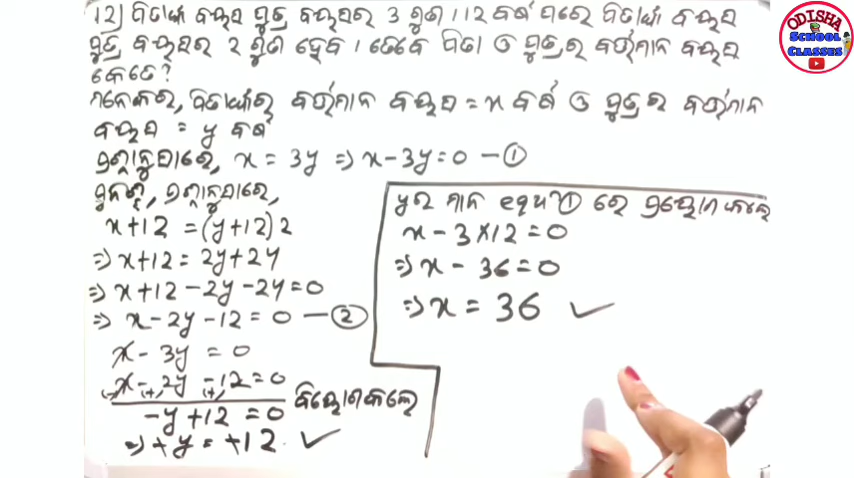 12) ପିତାଙ୍କ ବୟସ ପୁତ୍ର ବୟସର 3 ଗୁଣ ।12 ବର୍ଷ ପରେ ପିତାଙ୍କ ବୟସ
ପୁତ୍ର ବୟସର 2 ଗୁଣ ହେବ । ତେବେ ପିତା ଓ ପୁତ୍ରର ବର୍ତ୍ତମାନ ବୟସ
କେତେ?
ମନେକର, ପିତାଙ୍କର ବର୍ତ୍ତମାନ ବୟସ = x ବର୍ଷ ଓ ପୁତ୍ରର ବର୍ତ୍ତମାନ
ବୟସ = y ବର୍ଷ
ପ୍ରଶ୍ନାନୁସାରେ, x = 3y ⇒ x - 3y = 0 — ①
ପୁନଶ୍ଚ, ପ୍ରଶ୍ନାନୁସାରେ,
x + 12 = (y + 12) 2
⇒ x + 12 = 2y + 24
⇒ x + 12 - 2y - 24 = 0
⇒ x - 2y - 12 = 0 — ②
x - 3y = 0
x - 2y - 12 = 0
(-) (+) (+)
ବିୟୋଗକଲେ
-y + 12 = 0
⇒ +y = +12 ✓
yର ମାନ ① ରେ ପ୍ରୟୋଗ କଲେ
x - 3 × 12 = 0
⇒ x - 36 = 0
⇒ x = 36 ✓
ODISHA
SCHOOL
CLASSES